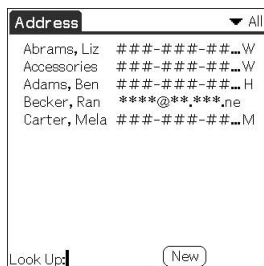 Address All
Abrams, Liz ###-###-##...W
Accessories ###-###-##...W
Adams, Ben ###-###-##...H
Becker, Ran ****@**.***.ne
Carter, Mela ###-###-##...M
Look Up: New